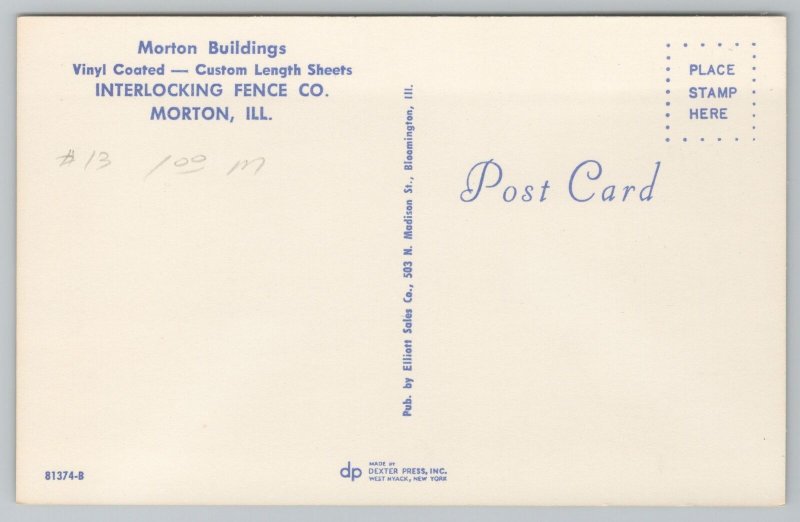 Morton Buildings
Vinyl Coated — Custom Length Sheets
INTERLOCKING FENCE CO.
MORTON, ILL.
#13 1.00 m
Pub. by Elliott Sales Co., 503 N. Madison St., Bloomington, Ill.
PLACE
STAMP
HERE
Post Card
81374-B
dp
MADE BY
DEXTER PRESS, INC.
WEST NYACK, NEW YORK